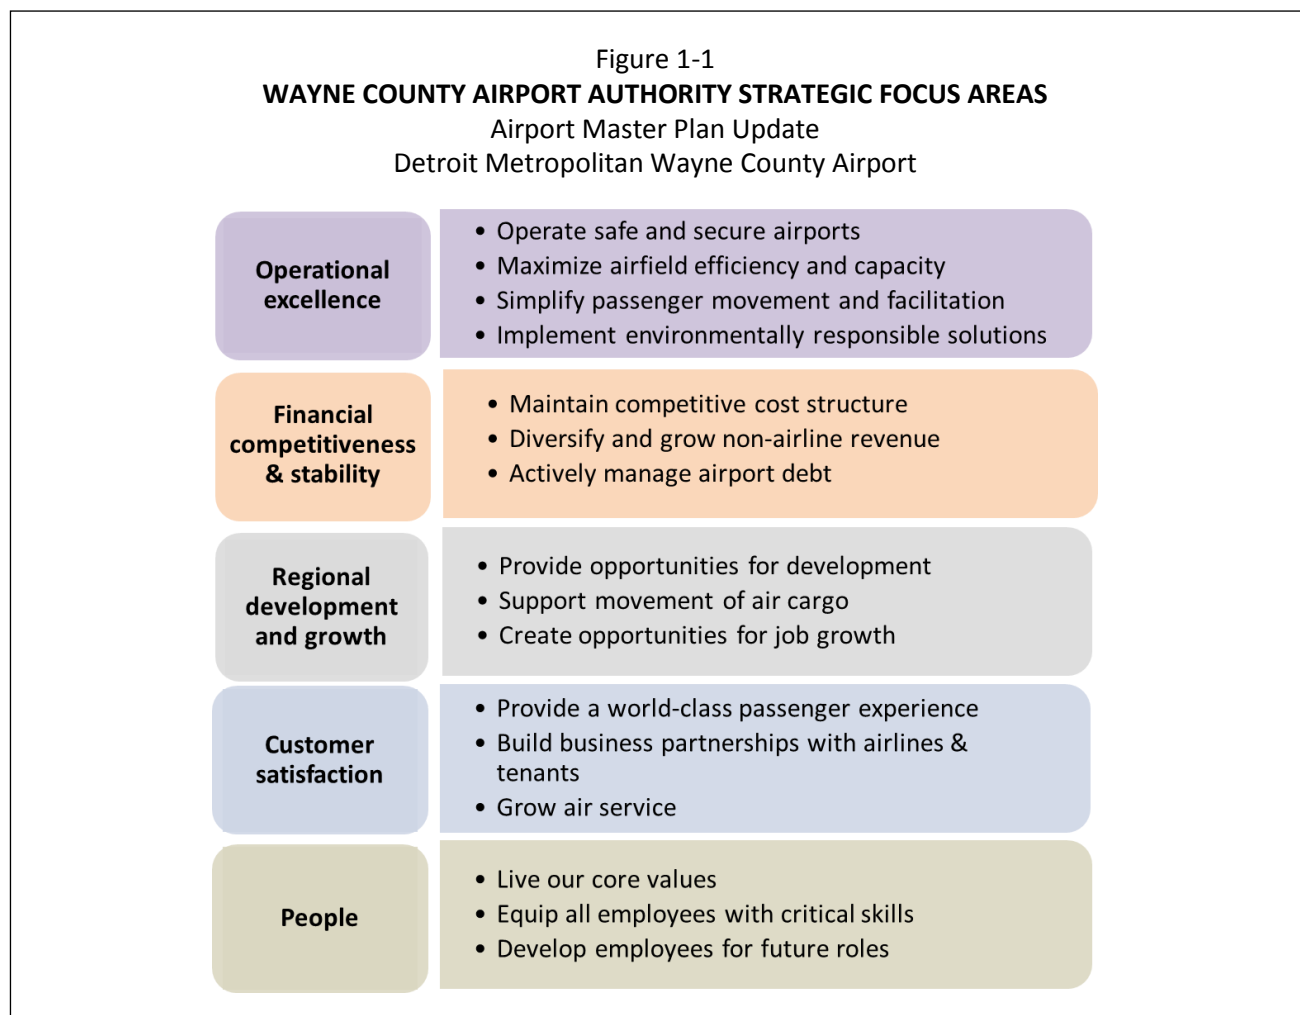 Figure 1-1
WAYNE COUNTY AIRPORT AUTHORITY STRATEGIC FOCUS AREAS
Airport Master Plan Update
Detroit Metropolitan Wayne County Airport
Operational
excellence
• Operate safe and secure airports
• Maximize airfield efficiency and capacity
• Simplify passenger movement and facilitation
• Implement environmentally responsible solutions
Financial
competitiveness
& stability
• Maintain competitive cost structure
• Diversify and grow non-airline revenue
• Actively manage airport debt
Regional
development
and growth
• Provide opportunities for development
• Support movement of air cargo
• Create opportunities for job growth
Customer
satisfaction
• Provide a world-class passenger experience
• Build business partnerships with airlines &
tenants
• Grow air service
People
• Live our core values
• Equip all employees with critical skills
• Develop employees for future roles